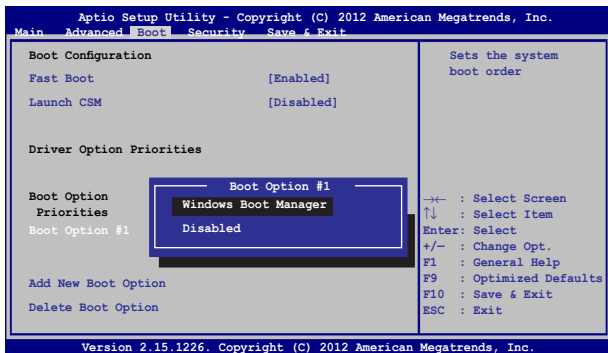 Aptio Setup Utility - Copyright (C) 2012 American Megatrends, Inc.
Main Advanced Boot Security Save & Exit
Boot Configuration
Fast Boot [Enabled]
Launch CSM [Disabled]
Driver Option Priorities
Boot Option
Priorities
Boot Option #1
Add New Boot Option
Delete Boot Option
Boot Option #1
Windows Boot Manager
Disabled
Sets the system
boot order
→← : Select Screen
↑↓ : Select Item
Enter: Select
+/− : Change Opt.
F1 : General Help
F9 : Optimized Defaults
F10 : Save & Exit
ESC : Exit
Version 2.15.1226. Copyright (C) 2012 American Megatrends, Inc.